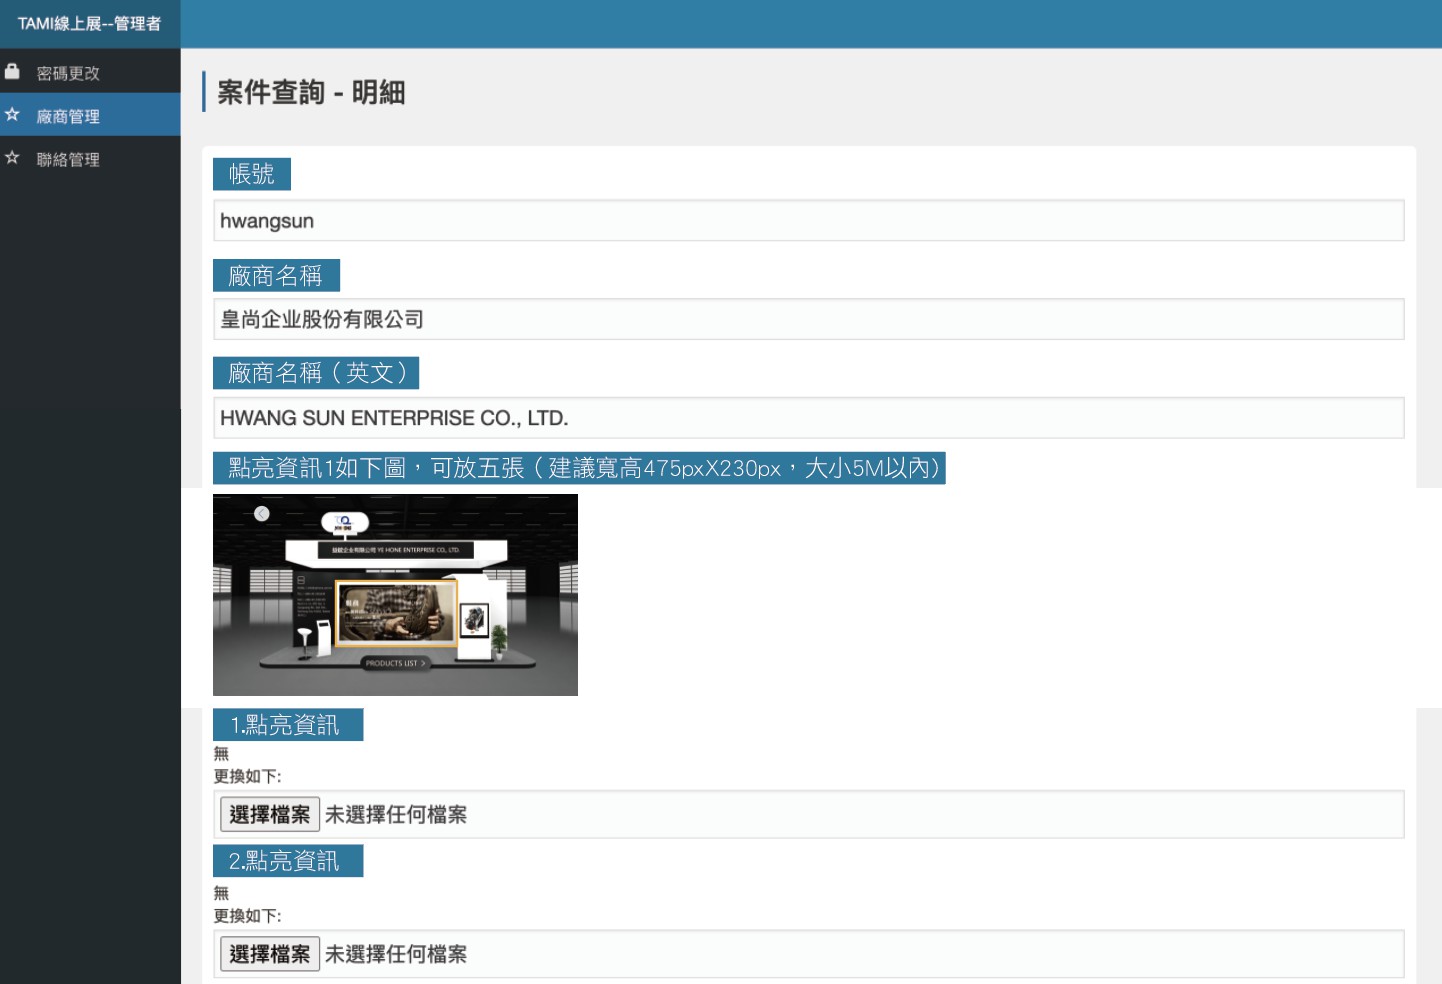 TAMI線上展--管理者
密碼更改
廠商管理
聯絡管理
案件查詢 - 明細
帳號
hwangsun
廠商名稱
皇尚企业股份有限公司
廠商名稱（英文）
HWANG SUN ENTERPRISE CO., LTD.
點亮資訊1如下圖，可放五張（建議寬高475pxX230px，大小5M以內)
YE HONE ENTERPRISE CO., LTD.
PRODUCTS LIST >
1.點亮資訊
無
更換如下:
選擇檔案 未選擇任何檔案
2.點亮資訊
無
更換如下:
選擇檔案 未選擇任何檔案